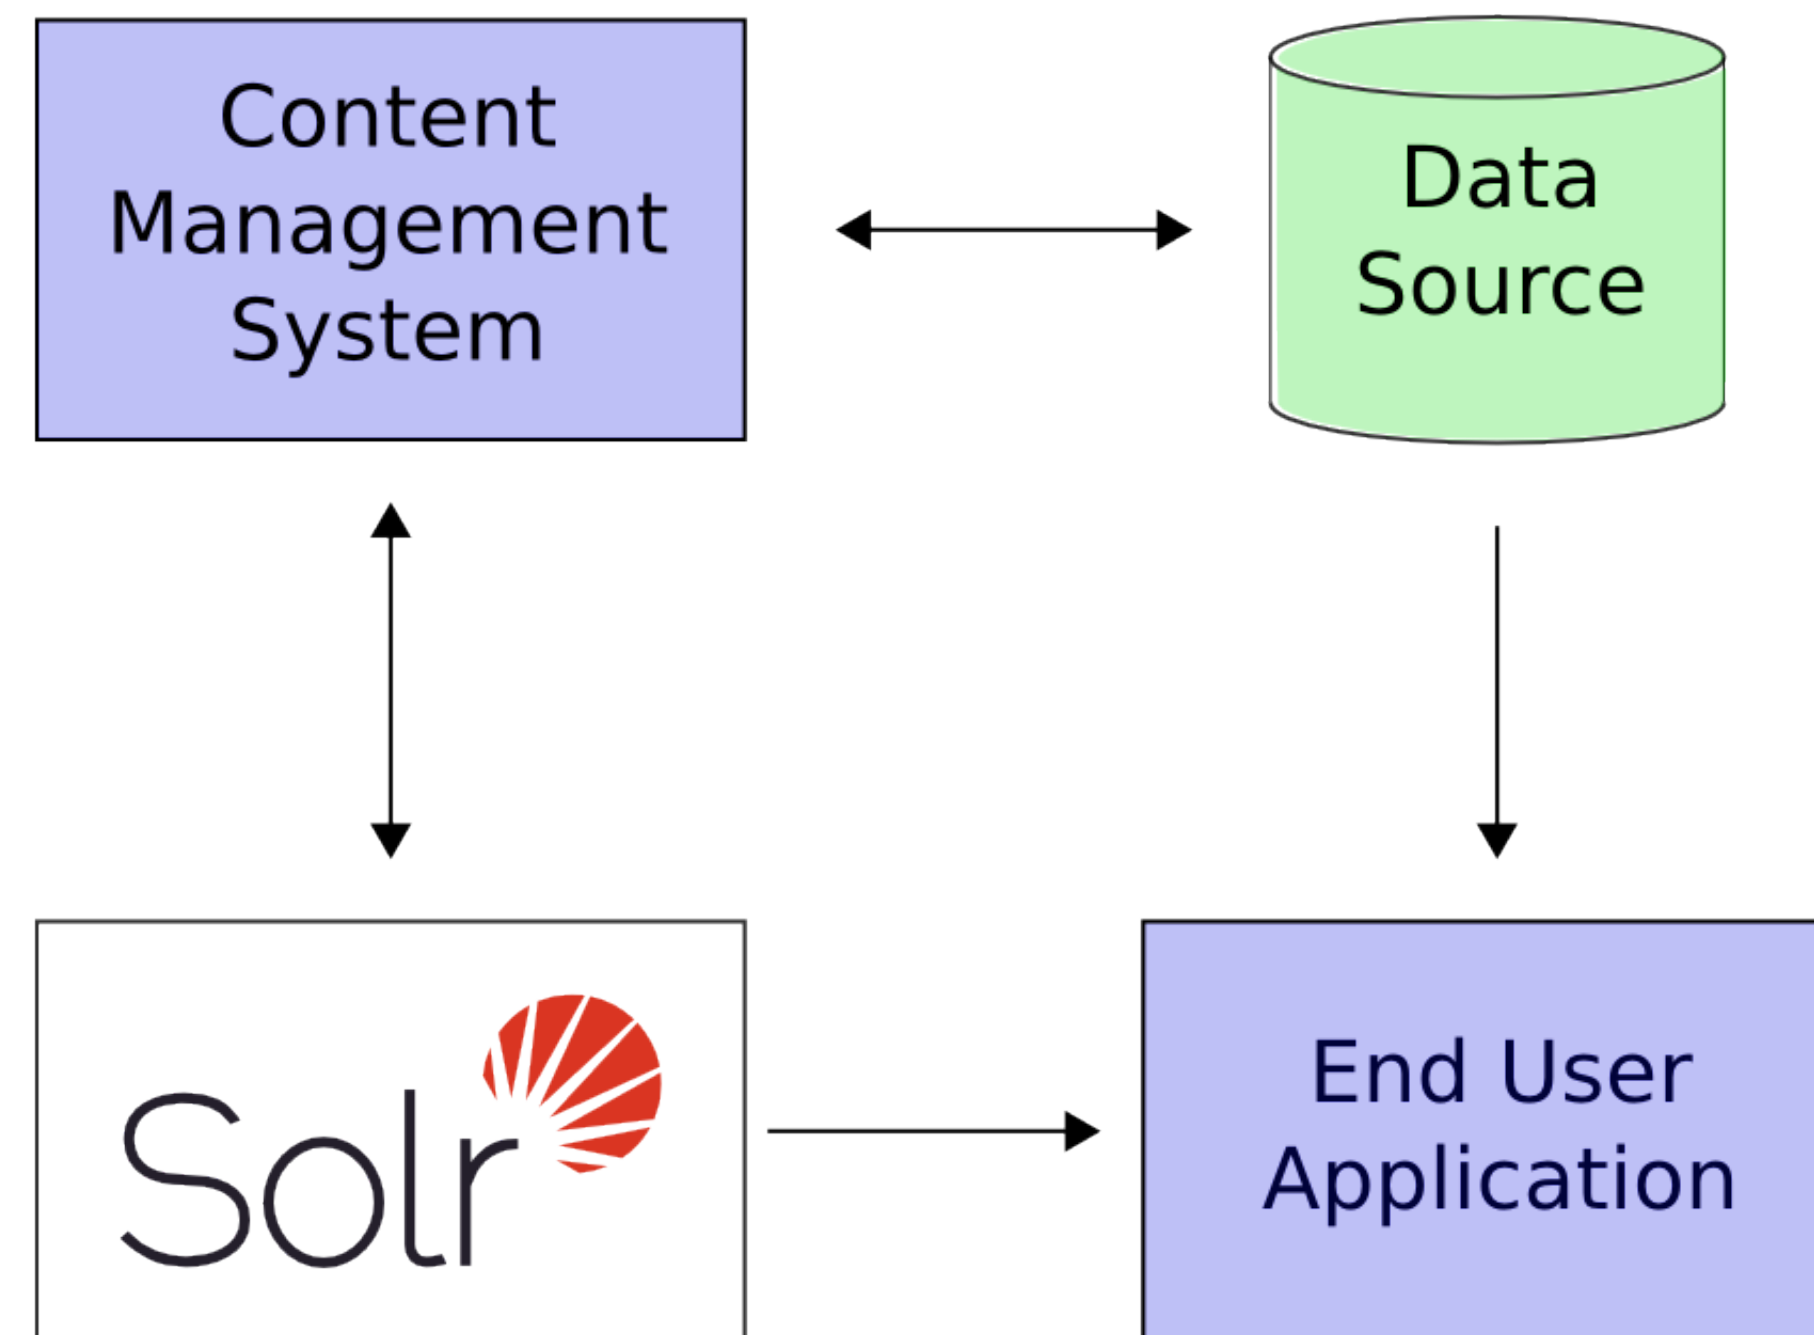 Content
Management
System
Data
Source
Solr
End User
Application